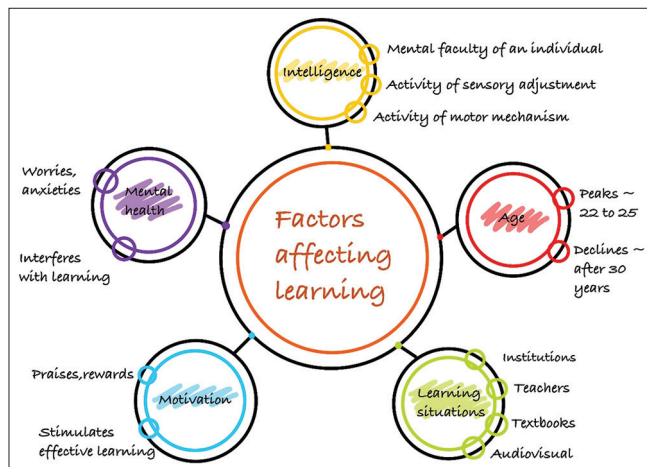 Factors
affecting
learning
Intelligence
Mental faculty of an individual
Activity of sensory adjustment
Activity of motor mechanism
Age
Peaks ~
22 to 25
Declines ~
after 30
years
Learning
situations
Institutions
Teachers
Textbooks
Audiovisual
Motivation
Praises,rewards
Stimulates
effective learning
Mental
health
Worries,
anxieties
Interferes
with learning